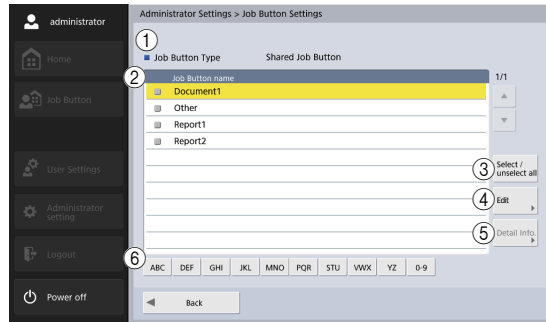 administrator
Home
Job Button
User Settings
Administrator
setting
Logout
Power off
Administrator Settings > Job Button Settings
1
Job Button Type Shared Job Button
2
Job Button name 1/1
Document1
Other
Report1
Report2
3
Select /
unselect all
4
Edit
5
Detail Info.
6
ABC DEF GHI JKL MNO PQR STU VWX YZ 0-9
Back